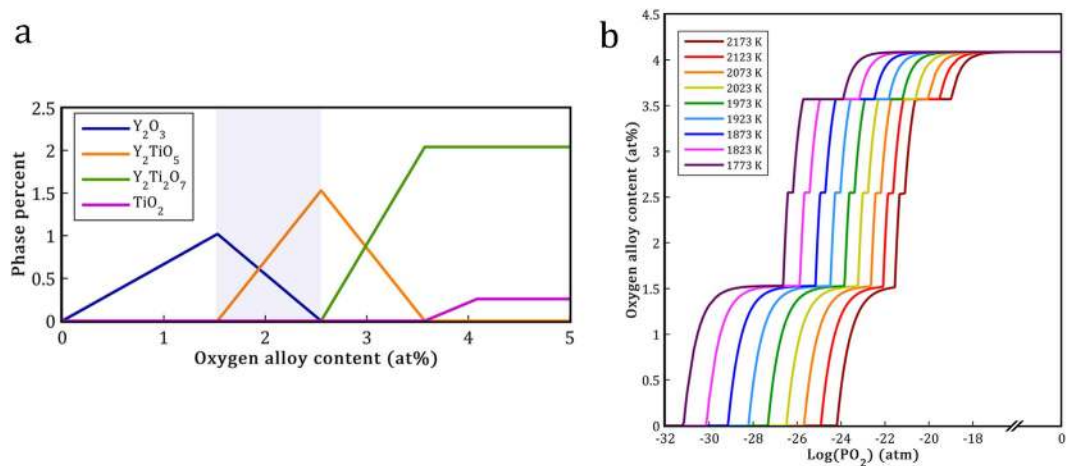 a
Phase percent
2.5
2
1.5
1
0.5
0
Y₂O₃
Y₂TiO₅
Y₂Ti₂O₇
TiO₂
0 1 2 3 4 5
Oxygen alloy content (at%)
b
Oxygen alloy content (at%)
4.5
4
3.5
3
2.5
2
1.5
1
0.5
0
2173 K
2123 K
2073 K
2023 K
1973 K
1923 K
1873 K
1823 K
1773 K
-32 -30 -28 -26 -24 -22 -20 -18 0
Log(PO₂) (atm)